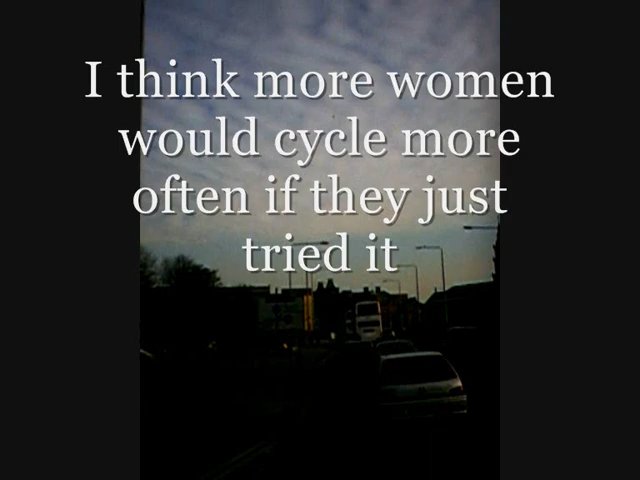 I think more women
would cycle more
often if they just
tried it